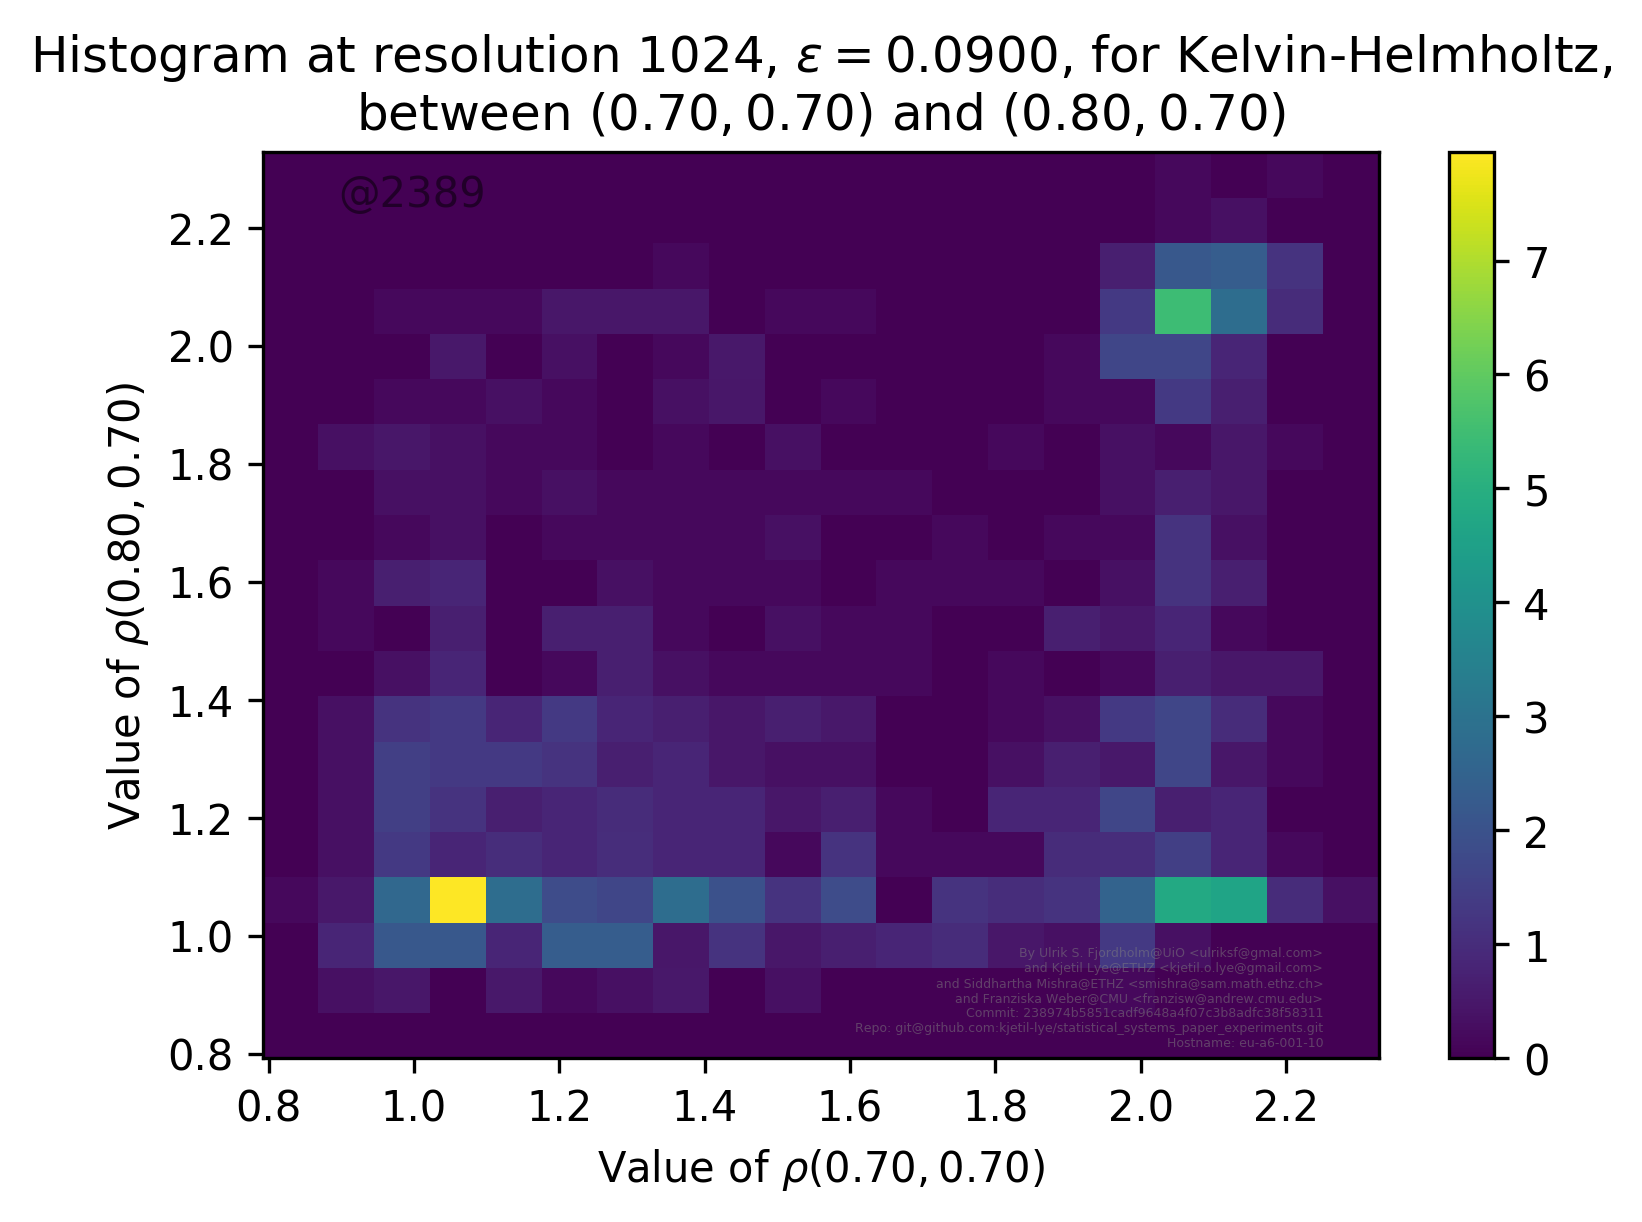 Histogram at resolution 1024, ε = 0.0900, for Kelvin-Helmholtz,
between (0.70, 0.70) and (0.80, 0.70)
@2389
2.2
2.0
1.8
1.6
1.4
1.2
1.0
0.8
Value of ρ(0.80, 0.70)
0.8 1.0 1.2 1.4 1.6 1.8 2.0 2.2
Value of ρ(0.70, 0.70)
7
6
5
4
3
2
1
0
By Ulrik S. Fjordholm@UiO <ulriksf@gmal.com>
and Kjetil Lye@ETHZ <kjetil.o.lye@gmail.com>
and Siddhartha Mishra@ETHZ <smishra@sam.math.ethz.ch>
and Franziska Weber@CMU <franzisw@andrew.cmu.edu>
Commit: 238974b5851cadf9648a4f07c3b8adfc38f58311
Repo: git@github.com:kjetil-lye/statistical_systems_paper_experiments.git
Hostname: eu-a6-001-10